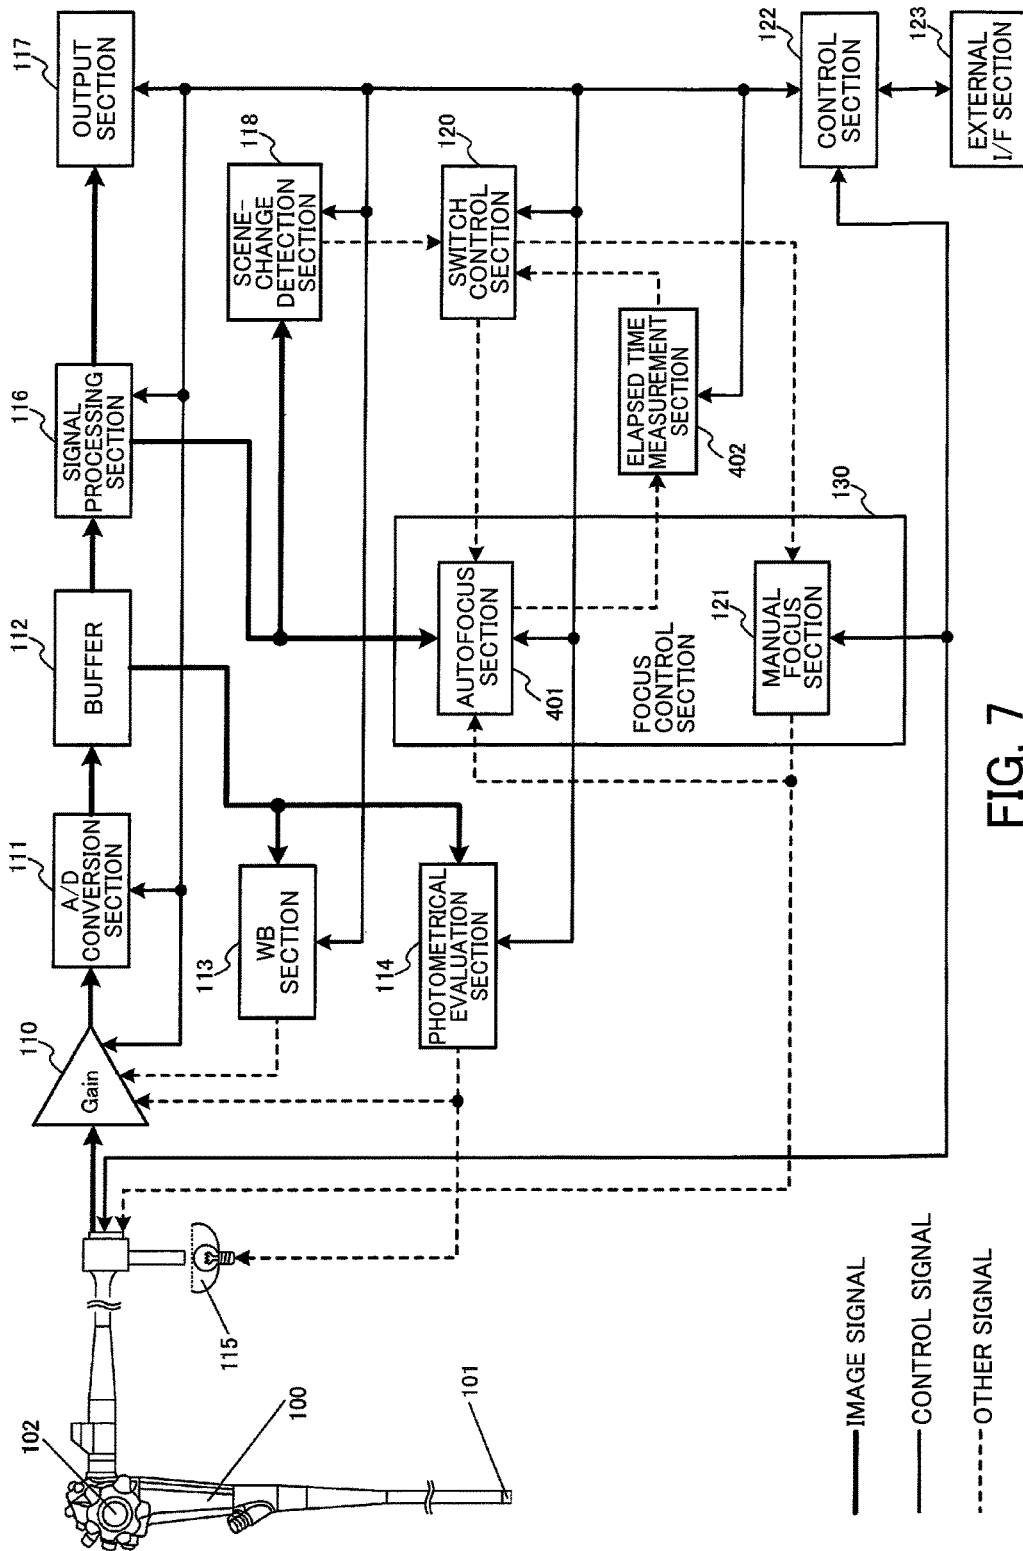 102
100
101
115
110
Gain
111
A/D
CONVERSION
SECTION
112
BUFFER
116
SIGNAL
PROCESSING
SECTION
117
OUTPUT
SECTION
113
WB
SECTION
118
SCENE-
CHANGE
DETECTION
SECTION
114
PHOTOMETRICAL
EVALUATION
SECTION
AUTOFOCUS
SECTION
401
120
SWITCH
CONTROL
SECTION
FOCUS
CONTROL
SECTION
ELAPSED TIME
MEASUREMENT
SECTION
402
121
MANUAL
FOCUS
SECTION
130
122
CONTROL
SECTION
123
EXTERNAL
I/F SECTION
IMAGE SIGNAL
CONTROL SIGNAL
OTHER SIGNAL
FIG. 7